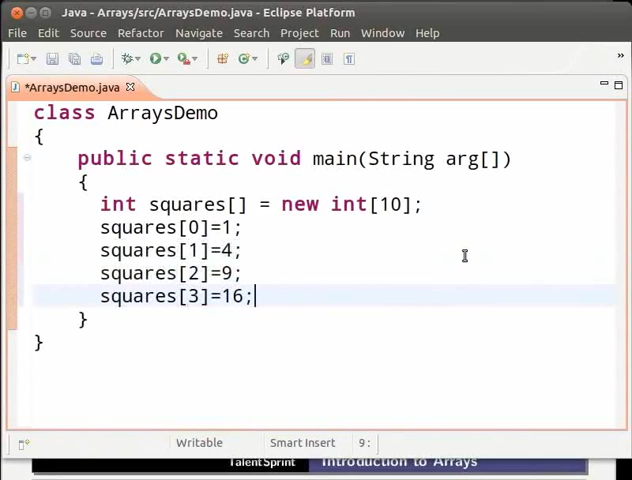 Java - Arrays/src/ArraysDemo.java - Eclipse Platform
File Edit Source Refactor Navigate Search Project Run Window Help
*ArraysDemo.java
class ArraysDemo
{
public static void main(String arg[])
{
int squares[] = new int[10];
squares[0]=1;
squares[1]=4;
squares[2]=9;
squares[3]=16;
}
}
Writable Smart Insert 9:
TalentSprint Introduction to Arrays